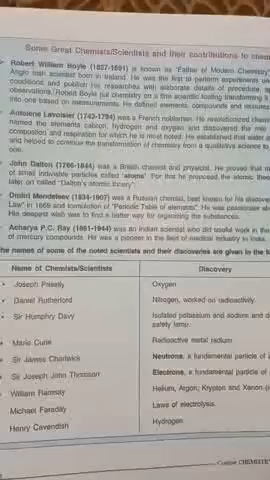 Some Great Chemists/Scientists and their contributions to chem
Robert William Boyle (1627-1691) is known as "Father of Modern Chemistry"
Anglo Irish scientist born in Ireland. He was the first to perform experiments un
conditions and publish his researches with elaborate details of procedure, ap
observations. Robert Boyle put chemistry on a firm scientific footing transforming it
into one based on measurements. He defined elements, compounds and mixtures
Antoiene Lavoisier (1743-1794) was a French nobleman. He revolutionized chemi
named the elements carbon, hydrogen and oxygen and discovered the role
combustion and respiration for which he is most noted. He established that water
and helped to continue the transformation of chemistry from a qualitative science to
one.
John Dalton (1766-1844) was a British chemist and physicist. He proved that m
of small indivisible particles called "atoms". For this he proposed the atomic theor
later on called "Dalton's atomic theory".
Dmitri Mendeleev (1834-1907) was a Russian chemist, best known for his discover
Law" in 1869 and compilation of "Periodic Table of elements". He was passionate ab
His deepest wish was to find a better way for organising the substances.
Acharya P.C. Ray (1861-1944) was an Indian scientist who did useful work in the
of mercury compounds. He was a pioneer in the field of medical industry in India.
The names of some of the noted scientists and their discoveries are given in the ta
Name of Chemists/Scientists Discovery
Joseph Priestly Oxygen
Daniel Rutherford Nitrogen, worked on radioactivity.
Sir Humphry Davy Isolated potassium and sodium and d
safety lamp.
Marie Curie Radioactive metal radium
Sir James Chadwick Neutrons, a fundamental particle of
Sir Joseph John Thomson Electrons, a fundamental particle of
William Ramsay Helium, Argon, Krypton and Xenon
Michael Faraday Laws of electrolysis.
Henry Cavendish Hydrogen
CHEMISTRY